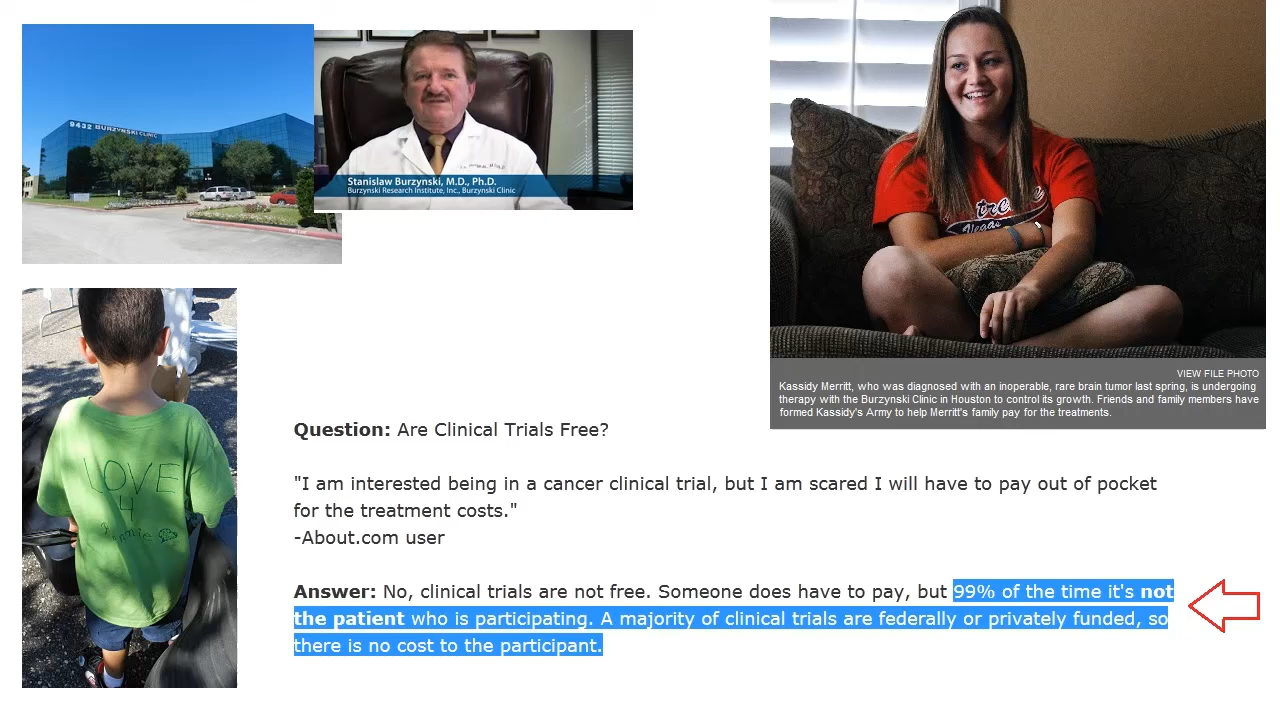 9432 BURZYNSKI CLINIC
Stanislaw Burzynski, M.D., Ph.D.
Burzynski Research Institute, Inc., Burzynski Clinic
Vegas
VIEW FILE PHOTO
Kassidy Merritt, who was diagnosed with an inoperable, rare brain tumor last spring, is undergoing
therapy with the Burzynski Clinic in Houston to control its growth. Friends and family members have
formed Kassidy's Army to help Merritt's family pay for the treatments.
LOVE
4
Question: Are Clinical Trials Free?
"I am interested being in a cancer clinical trial, but I am scared I will have to pay out of pocket
for the treatment costs."
-About.com user
Answer: No, clinical trials are not free. Someone does have to pay, but 99% of the time it's not
the patient who is participating. A majority of clinical trials are federally or privately funded, so
there is no cost to the participant.